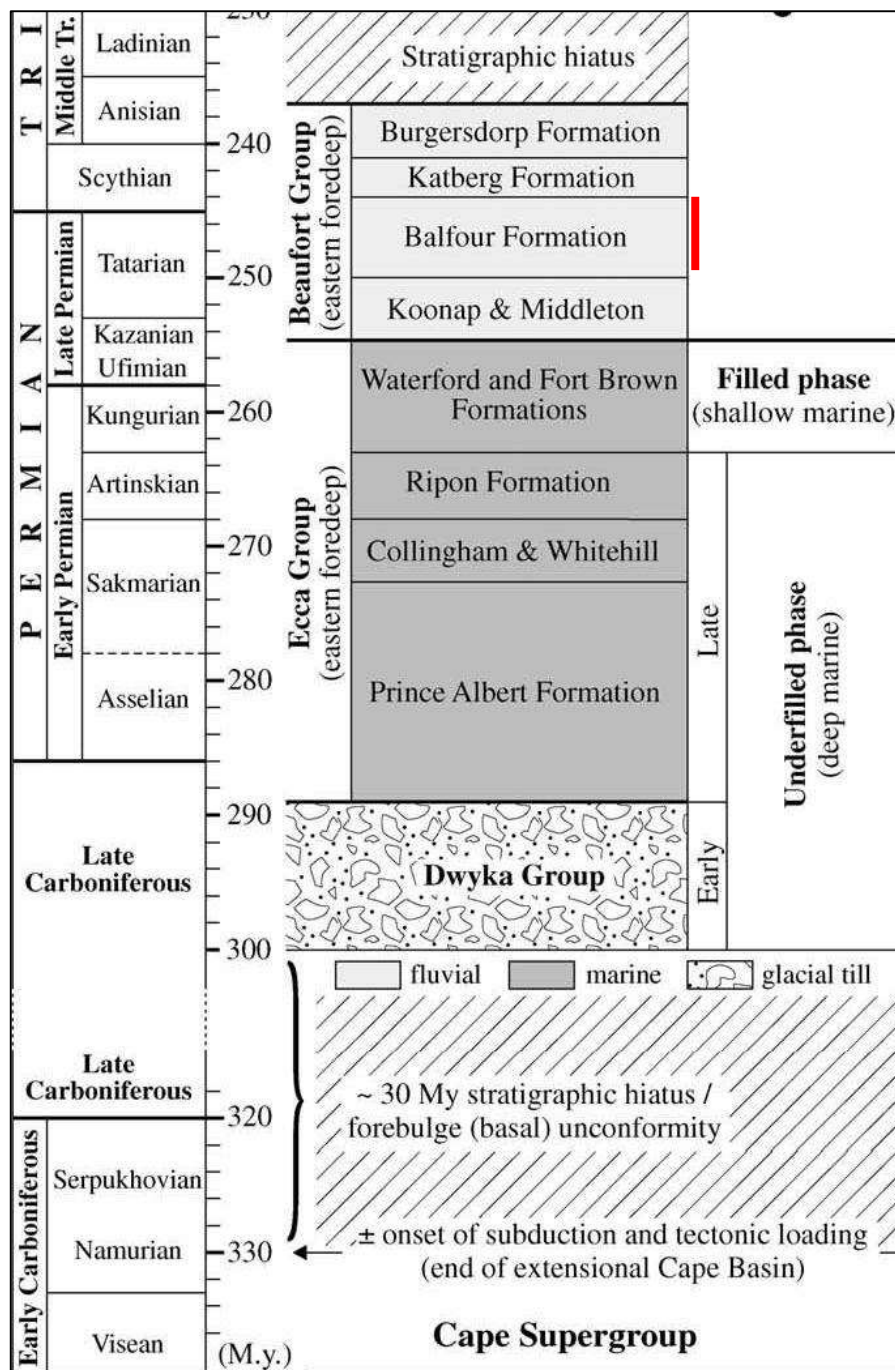 T R I
Middle Tr.
Ladinian
Anisian
Scythian
P E R M I A N
Late Permian
Tatarian
Kazanian
Ufimian
Early Permian
Kungurian
Artinskian
Sakmarian
Asselian
Late
Carboniferous
Late
Carboniferous
Early Carboniferous
Serpukhovian
Namurian
Visean
240
250
260
270
280
290
300
320
330
(M.y.)
Stratigraphic hiatus
Beaufort Group
(eastern foredeep)
Burgersdorp Formation
Katberg Formation
Balfour Formation
Koonap & Middleton
Ecca Group
(eastern foredeep)
Waterford and Fort Brown
Formations
Ripon Formation
Collingham & Whitehill
Prince Albert Formation
Dwyka Group
Filled phase
(shallow marine)
Late
Early
Underfilled phase
(deep marine)
fluvial
marine
glacial till
~ 30 My stratigraphic hiatus /
forebulge (basal) unconformity
± onset of subduction and tectonic loading
(end of extensional Cape Basin)
Cape Supergroup